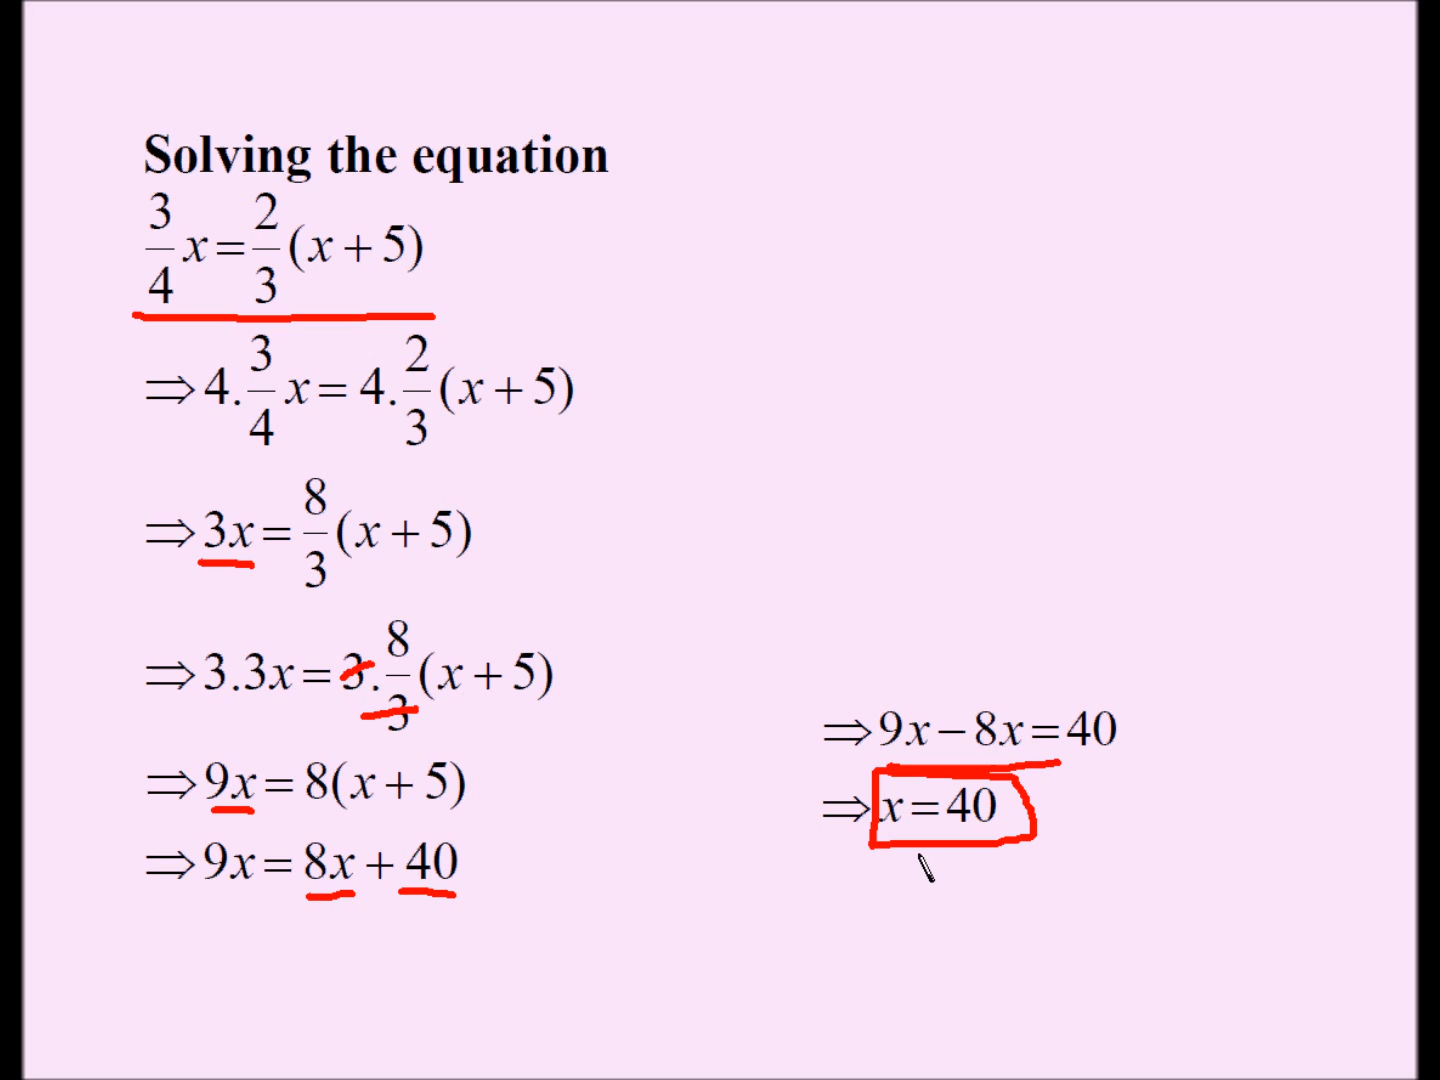 Solving the equation
3/4 x = 2/3 (x + 5)
⇒ 4. 3/4 x = 4. 2/3 (x + 5)
⇒ 3x = 8/3 (x + 5)
⇒ 3.3x = 3. 8/3 (x + 5)
⇒ 9x = 8(x + 5)
⇒ 9x = 8x + 40
⇒ 9x − 8x = 40
⇒ x = 40